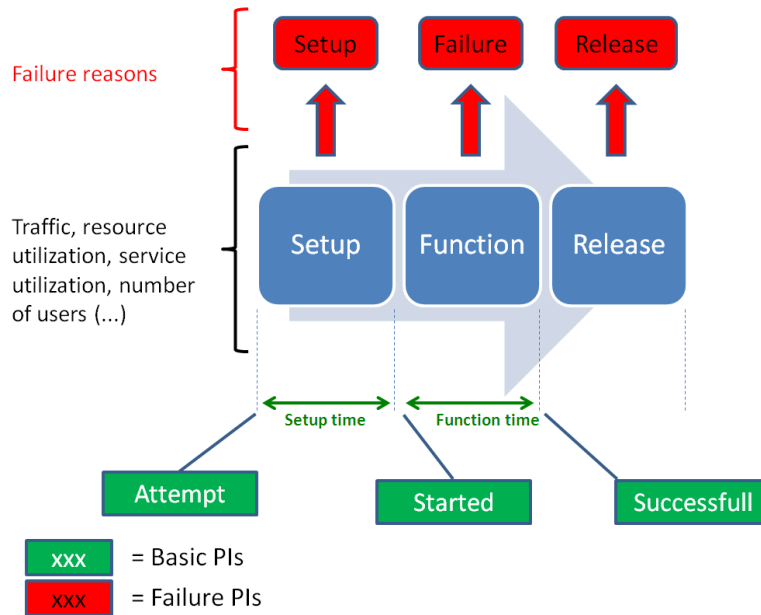 Setup
Failure
Release
Failure reasons
Traffic, resource
utilization, service
utilization, number
of users (...)
Setup
Function
Release
Setup time
Function time
Attempt
Started
Successfull
xxx = Basic PIs
xxx = Failure PIs